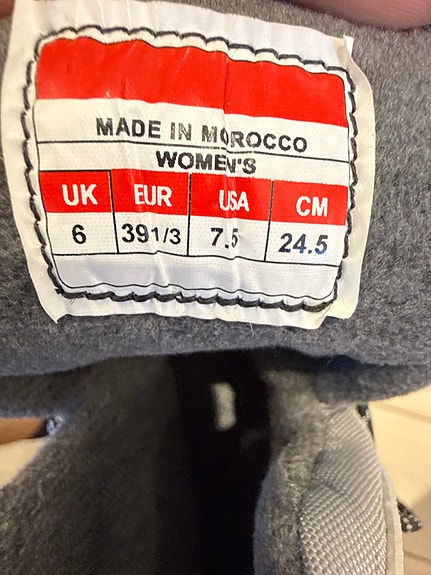 MADE IN MOROCCO
WOMEN'S
UK EUR USA CM
6 39 1/3 7.5 24.5